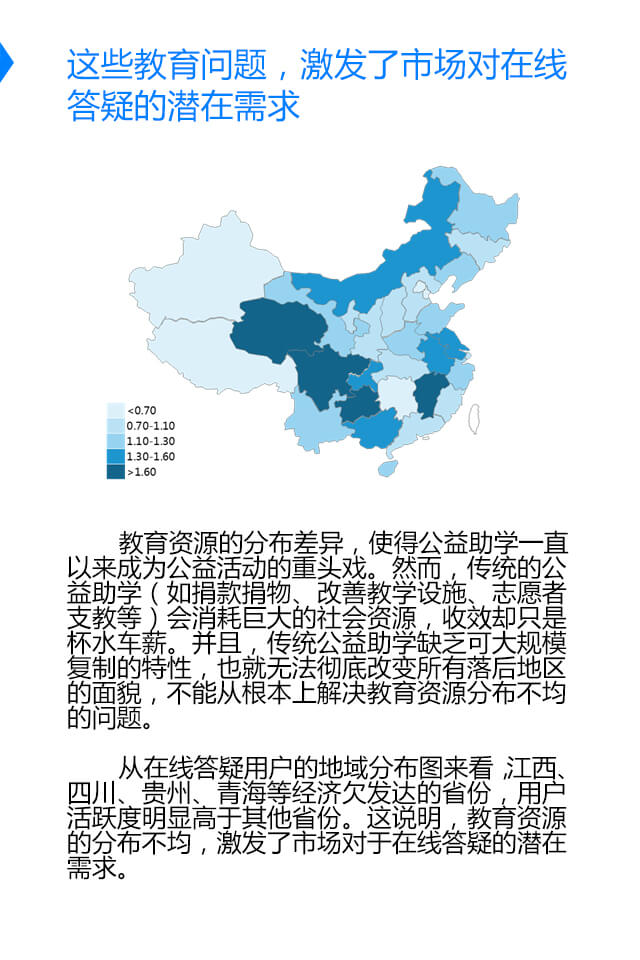 这些教育问题，激发了市场对在线
答疑的潜在需求
<0.70
0.70-1.10
1.10-1.30
1.30-1.60
>1.60
教育资源的分布差异，使得公益助学一直
以来成为公益活动的重头戏。然而，传统的公
益助学（如捐款捐物、改善教学设施、志愿者
支教等）会消耗巨大的社会资源，收效却只是
杯水车薪。并且，传统公益助学缺乏可大规模
复制的特性，也就无法彻底改变所有落后地区
的面貌，不能从根本上解决教育资源分布不均
的问题。
从在线答疑用户的地域分布图来看，江西、
四川、贵州、青海等经济欠发达的省份，用户
活跃度明显高于其他省份。这说明，教育资源
的分布不均，激发了市场对于在线答疑的潜在
需求。